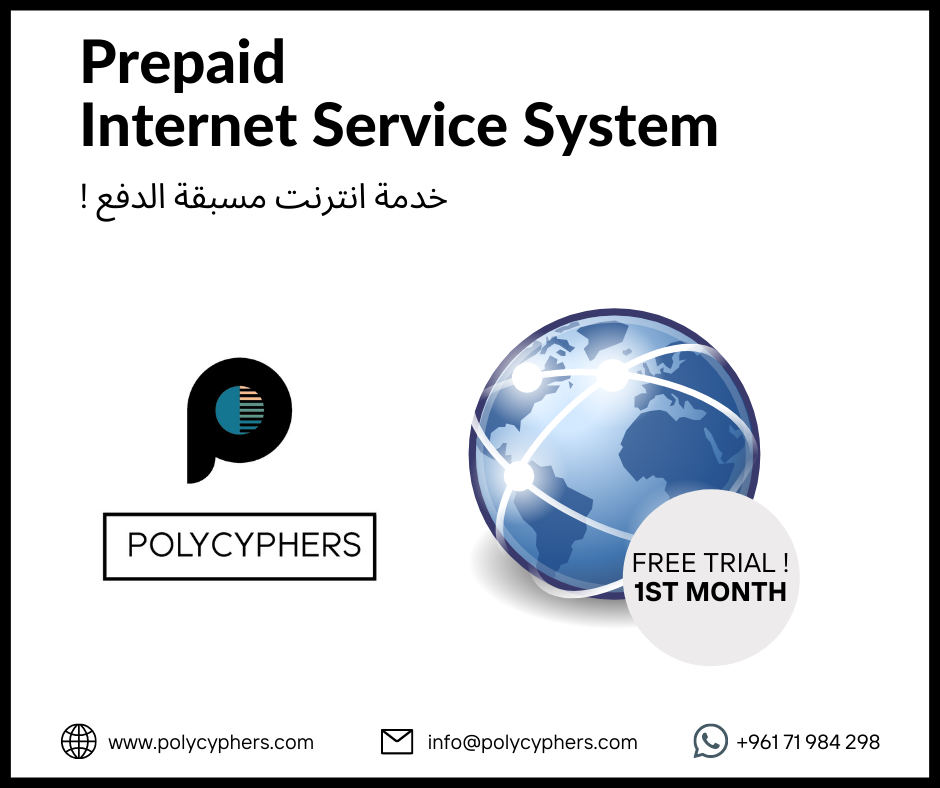 Prepaid
Internet Service System
خدمة انترنت مسبقة الدفع !
POLYCYPHERS
FREE TRIAL !
1ST MONTH
www.polycyphers.com
info@polycyphers.com
+961 71 984 298